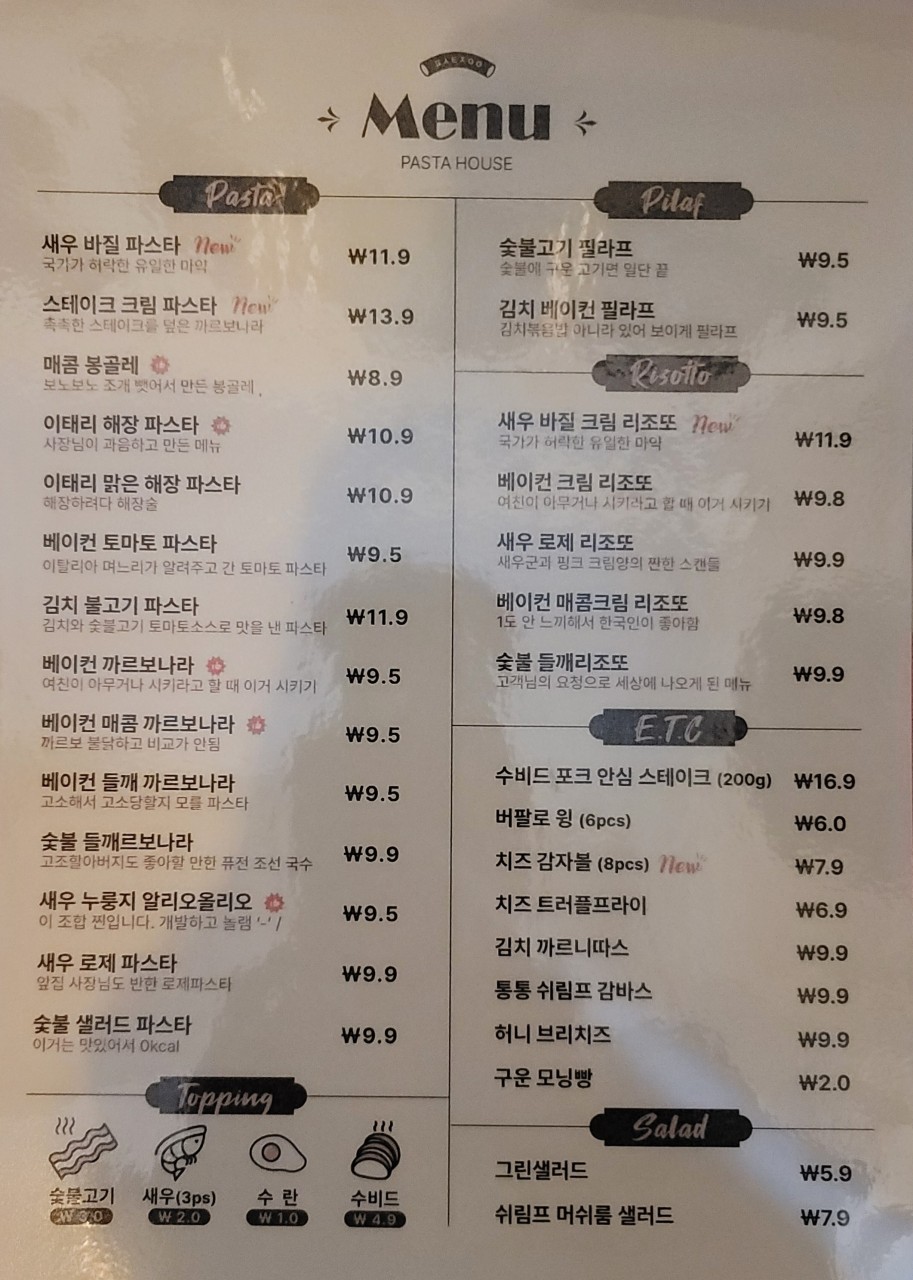 Menu
PASTA HOUSE
Pasta
새우 바질 파스타 New ₩11.9
국가가 허락한 유일한 마약
스테이크 크림 파스타 New ₩13.9
촉촉한 스테이크를 덮은 까르보나라
매콤 봉골레 ₩8.9
보노보노 조개 뺏어서 만든 봉골레
이태리 해장 파스타 ₩10.9
사장님이 과음하고 만든 메뉴
이태리 맑은 해장 파스타 ₩10.9
해장하려다 해장술
베이컨 토마토 파스타 ₩9.5
이탈리아 며느리가 알려주고 간 토마토 파스타
김치 불고기 파스타 ₩11.9
김치와 숯불고기 토마토소스로 맛을 낸 파스타
베이컨 까르보나라 ₩9.5
여친이 아무거나 시키라고 할 때 이거 시키기
베이컨 매콤 까르보나라 ₩9.5
까르보 불닭하고 비교가 안됨
베이컨 들깨 까르보나라 ₩9.5
고소해서 고소당할지 모를 파스타
숯불 들깨르보나라 ₩9.9
고조할아버지도 좋아할 만한 퓨전 조선 국수
새우 누룽지 알리오올리오 ₩9.5
이 조합 찐입니다. 개발하고 놀램 '-' /
새우 로제 파스타 ₩9.9
앞집 사장님도 반한 로제파스타
숯불 샐러드 파스타 ₩9.9
이거는 맛있어서 0kcal
Topping
숯불고기 새우(3ps) 수 란 수비드
₩ 3.0 ₩ 2.0 ₩ 1.0 ₩ 4.9
Pilaf
숯불고기 필라프 ₩9.5
숯불에 구운 고기면 일단 끝
김치 베이컨 필라프 ₩9.5
김치볶음밥 아니라 있어 보이게 필라프
Risotto
새우 바질 크림 리조또 New ₩11.9
국가가 허락한 유일한 마약
베이컨 크림 리조또 ₩9.8
여친이 아무거나 시키라고 할 때 이거 시키기
새우 로제 리조또 ₩9.9
새우군과 핑크 크림양의 짠한 스캔들
베이컨 매콤크림 리조또 ₩9.8
1도 안 느끼해서 한국인이 좋아함
숯불 들깨리조또 ₩9.9
고객님의 요청으로 세상에 나오게 된 메뉴
E.T.C
수비드 포크 안심 스테이크 (200g) ₩16.9
버팔로 윙 (6pcs) ₩6.0
치즈 감자볼 (8pcs) New ₩7.9
치즈 트러플프라이 ₩6.9
김치 까르니따스 ₩9.9
통통 쉬림프 감바스 ₩9.9
허니 브리치즈 ₩9.9
구운 모닝빵 ₩2.0
Salad
그린샐러드 ₩5.9
쉬림프 머쉬룸 샐러드 ₩7.9